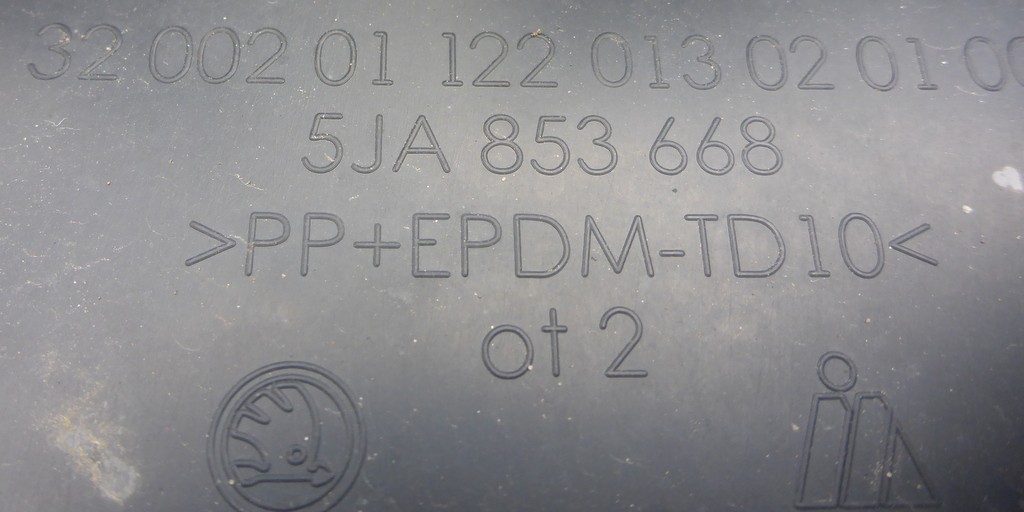 32 002 01 122 013 02 01 00
5JA 853 668
>PP+EPDM-TD10<
ot 2